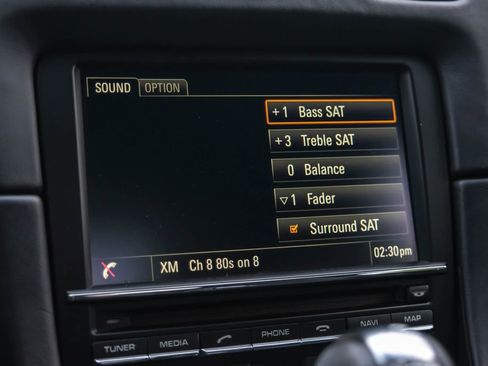 SOUND OPTION
+1 Bass SAT
+3 Treble SAT
0 Balance
▽1 Fader
Surround SAT
XM Ch 8 80s on 8 02:30pm
TUNER MEDIA PHONE NAVI MAP